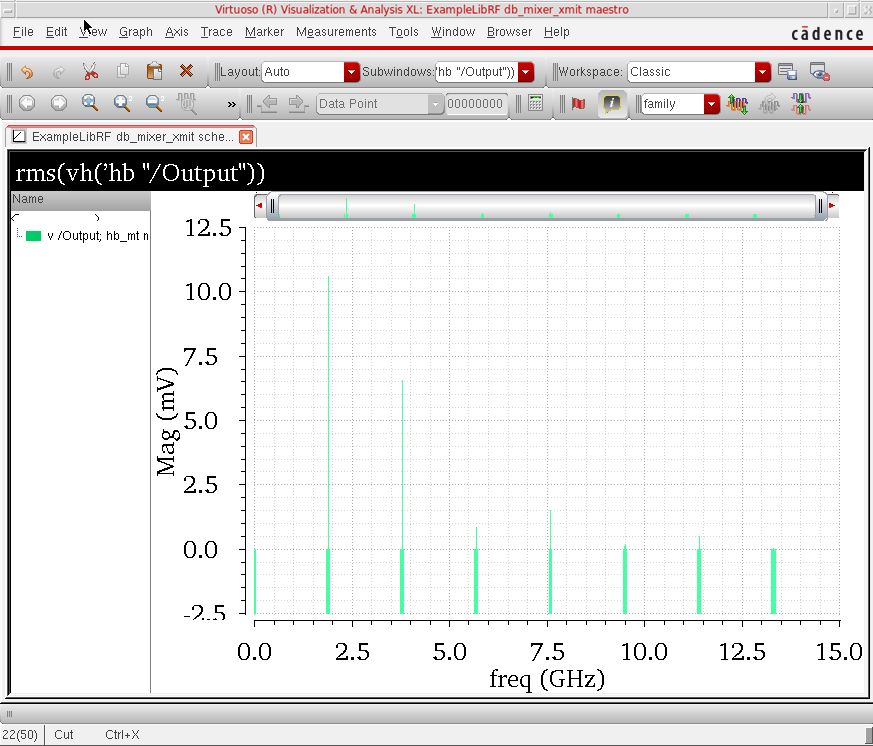 Virtuoso (R) Visualization & Analysis XL: ExampleLibRF db_mixer_xmit maestro
File Edit View Graph Axis Trace Marker Measurements Tools Window Browser Help
cādence
Layout: Auto Subwindows: 'hb "/Output")) Workspace: Classic
» Data Point 00000000 family
ExampleLibRF db_mixer_xmit sche...
rms(vh('hb "/Output"))
Name
v /Output; hb_mt n
12.5
10.0
7.5
5.0
2.5
0.0
-2.5
Mag (mV)
0.0 2.5 5.0 7.5 10.0 12.5 15.0
freq (GHz)
22(50) Cut Ctrl+X